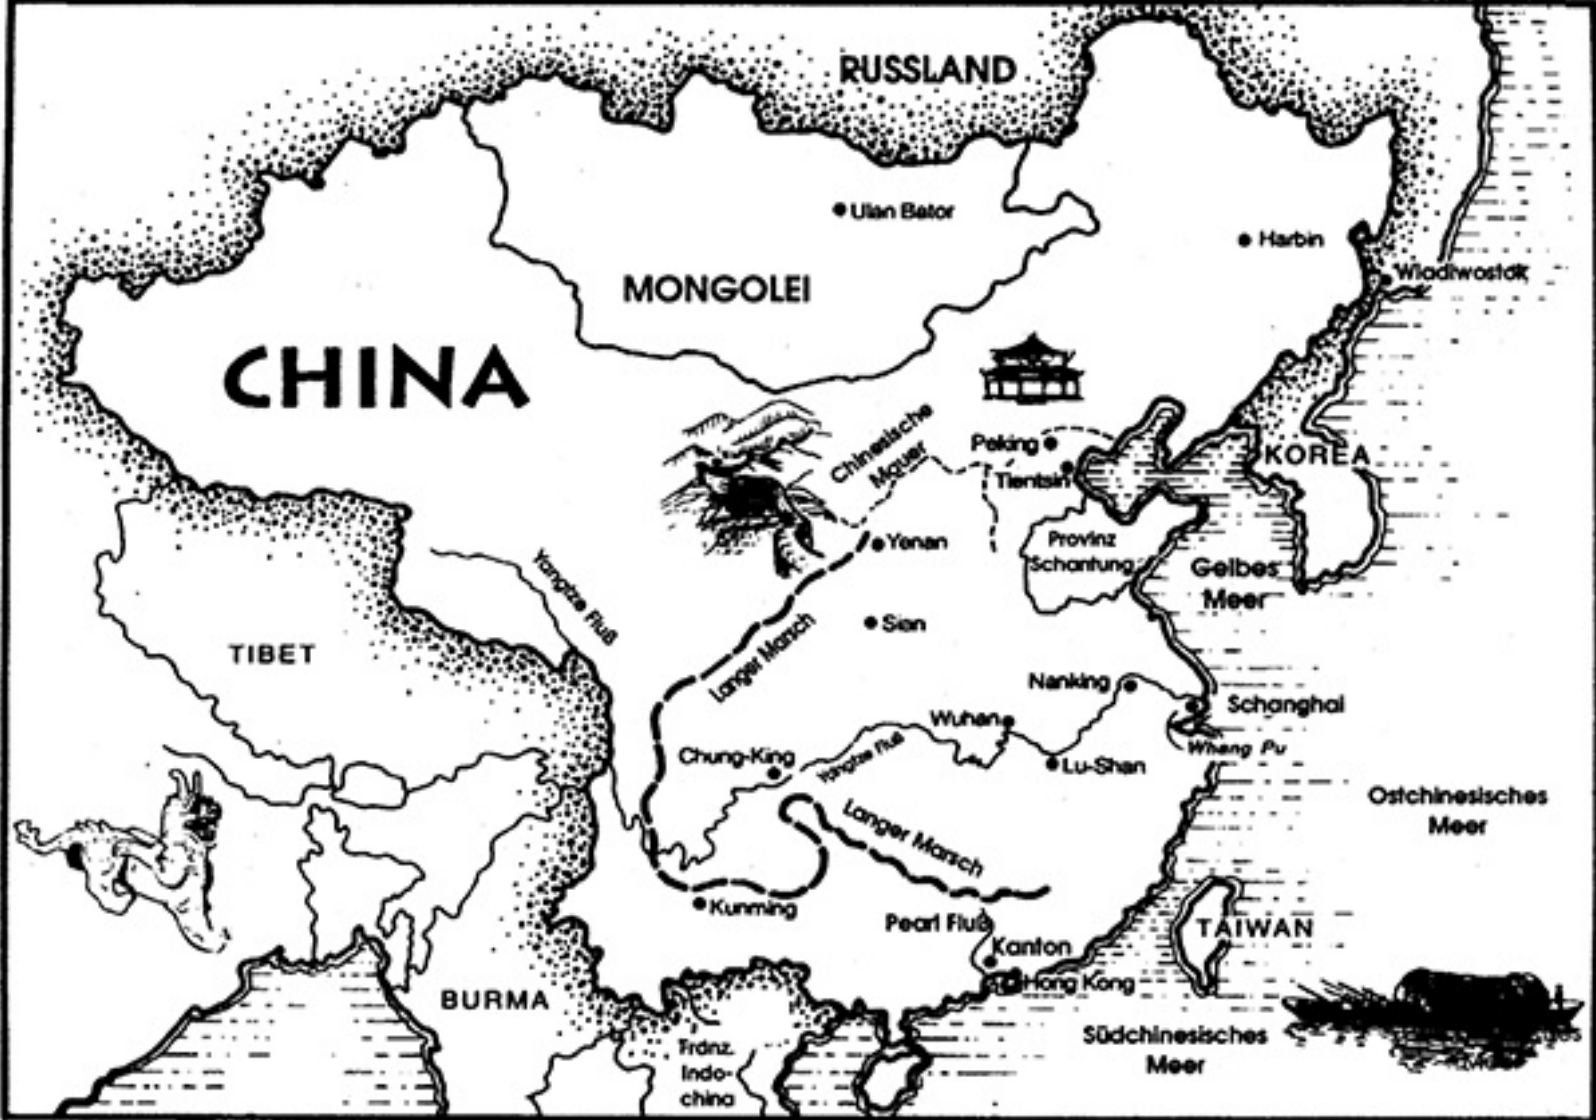 RUSSLAND
Ulan Bator
Harbin
MONGOLEI
Wladiwostok
CHINA
Chinesische
Mauer
Peking
Tientsin
KOREA
Yenan
Provinz
Schantung
Gelbes
Meer
Yangtze Fluß
Sian
TIBET
Langer Marsch
Nanking
Schanghai
Wuhan
Whang Pu
Chung-King
Yangtze Fluß
Lu-Shan
Ostchinesisches
Meer
Langer Marsch
Kunming
Pearl Fluß
TAIWAN
Kanton
Hong Kong
BURMA
Südchinesisches
Meer
Franz.
Indo-
china